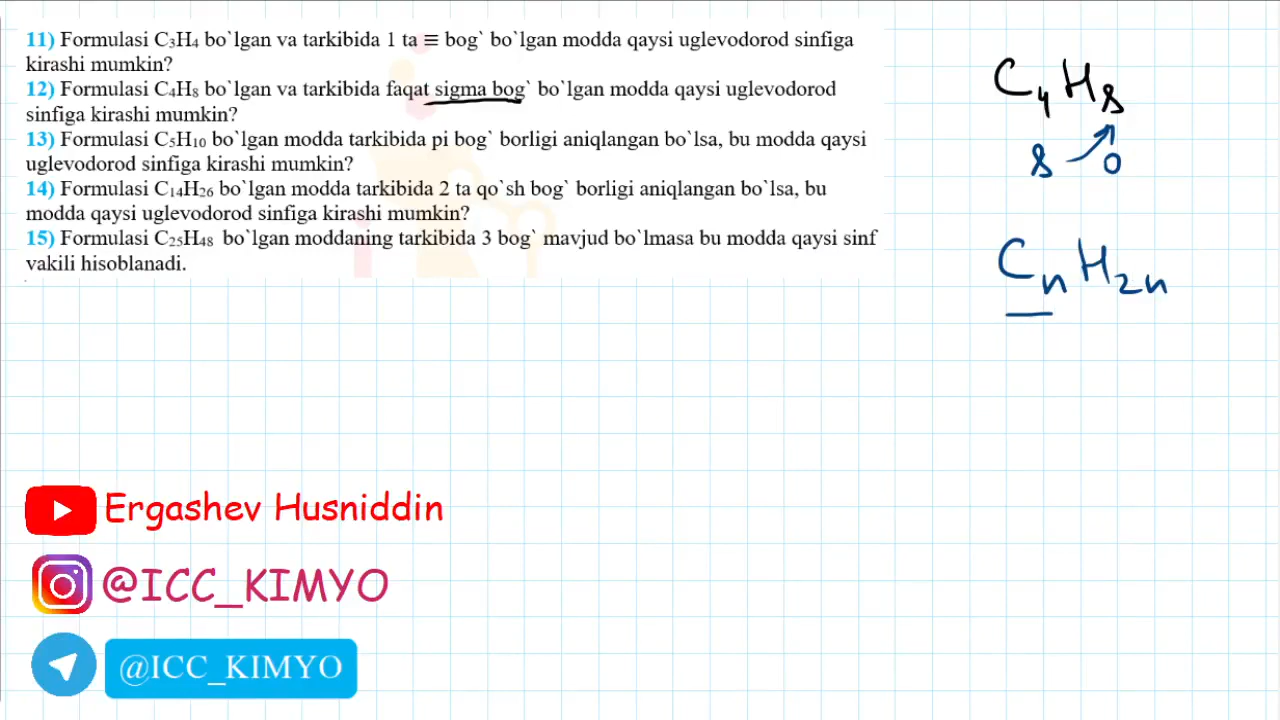 11) Formulasi C₃H₄ bo`lgan va tarkibida 1 ta ≡ bog` bo`lgan modda qaysi uglevodorod sinfiga
kirashi mumkin?
12) Formulasi C₄H₈ bo`lgan va tarkibida faqat sigma bog` bo`lgan modda qaysi uglevodorod
sinfiga kirashi mumkin?
13) Formulasi C₅H₁₀ bo`lgan modda tarkibida pi bog` borligi aniqlangan bo`lsa, bu modda qaysi
uglevodorod sinfiga kirashi mumkin?
14) Formulasi C₁₄H₂₆ bo`lgan modda tarkibida 2 ta qo`sh bog` borligi aniqlangan bo`lsa, bu
modda qaysi uglevodorod sinfiga kirashi mumkin?
15) Formulasi C₂₅H₄₈ bo`lgan moddaning tarkibida 3 bog` mavjud bo`lmasa bu modda qaysi sinf
vakili hisoblanadi.
C₄H₈
8 0
CₙH₂ₙ
Ergashev Husniddin
@ICC_KIMYO
@ICC_KIMYO